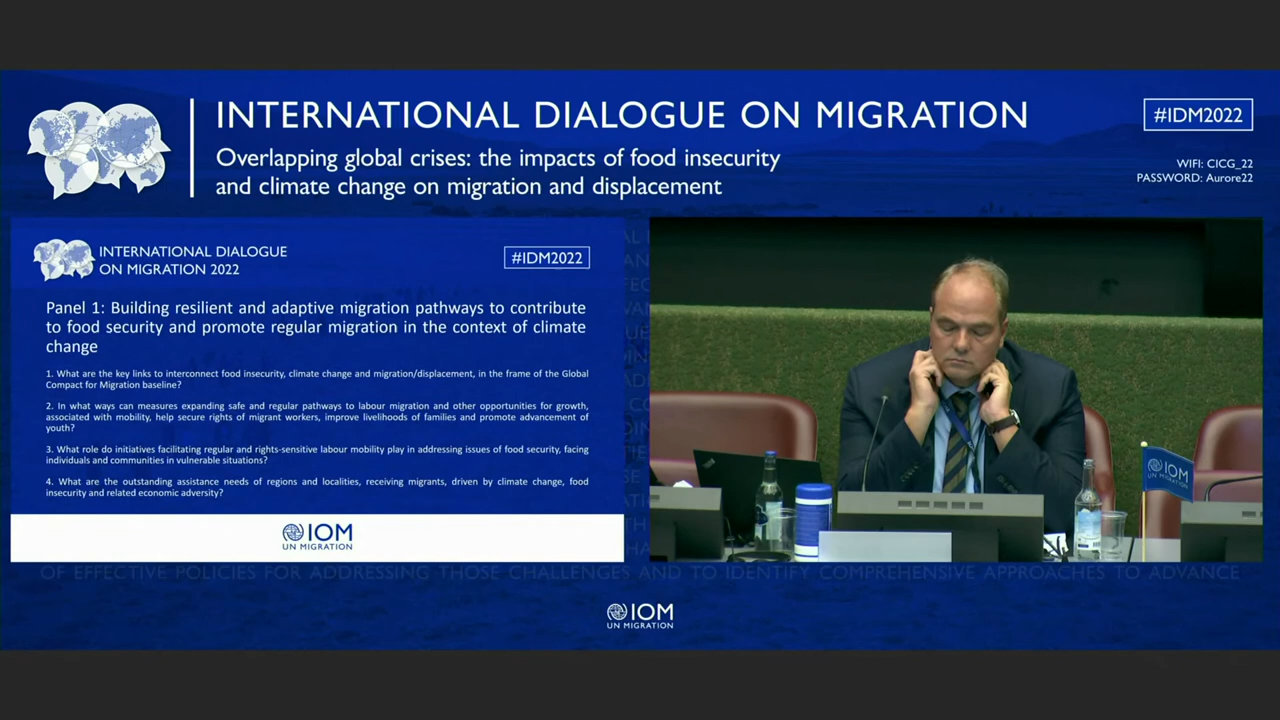 INTERNATIONAL DIALOGUE ON MIGRATION
Overlapping global crises: the impacts of food insecurity
and climate change on migration and displacement
#IDM2022
WIFI: CICG_22
PASSWORD: Aurore22
INTERNATIONAL DIALOGUE
ON MIGRATION 2022
#IDM2022
Panel 1: Building resilient and adaptive migration pathways to contribute
to food security and promote regular migration in the context of climate
change
1. What are the key links to interconnect food insecurity, climate change and migration/displacement, in the frame of the Global
Compact for Migration baseline?
2. In what ways can measures expanding safe and regular pathways to labour migration and other opportunities for growth,
associated with mobility, help secure rights of migrant workers, improve livelihoods of families and promote advancement of
youth?
3. What role do initiatives facilitating regular and rights-sensitive labour mobility play in addressing issues of food security, facing
individuals and communities in vulnerable situations?
4. What are the outstanding assistance needs of regions and localities, receiving migrants, driven by climate change, food
insecurity and related economic adversity?
IOM
UN MIGRATION
IOM
UN MIGRATION
OF EFFECTIVE POLICIES FOR ADDRESSING THOSE CHALLENGES AND TO IDENTIFY COMPREHENSIVE APPROACHES TO ADVANCE
IOM
UN MIGRATION